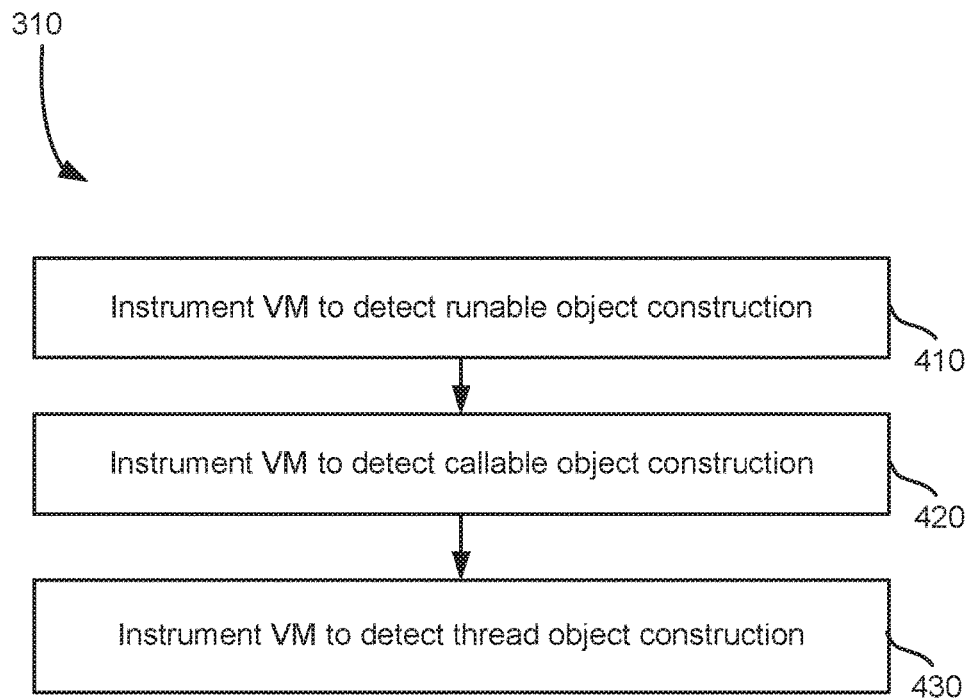 310
Instrument VM to detect runable object construction
410
Instrument VM to detect callable object construction
420
Instrument VM to detect thread object construction
430